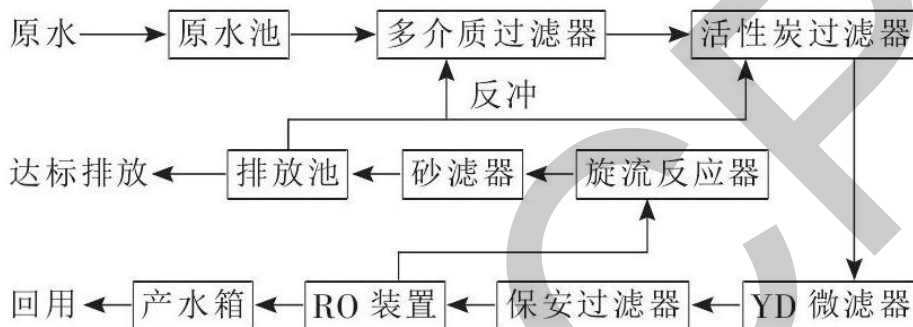 原水 原水池 多介质过滤器 活性炭过滤器
反冲
达标排放 排放池 砂滤器 旋流反应器
回用 产水箱 RO 装置 保安过滤器 YD 微滤器